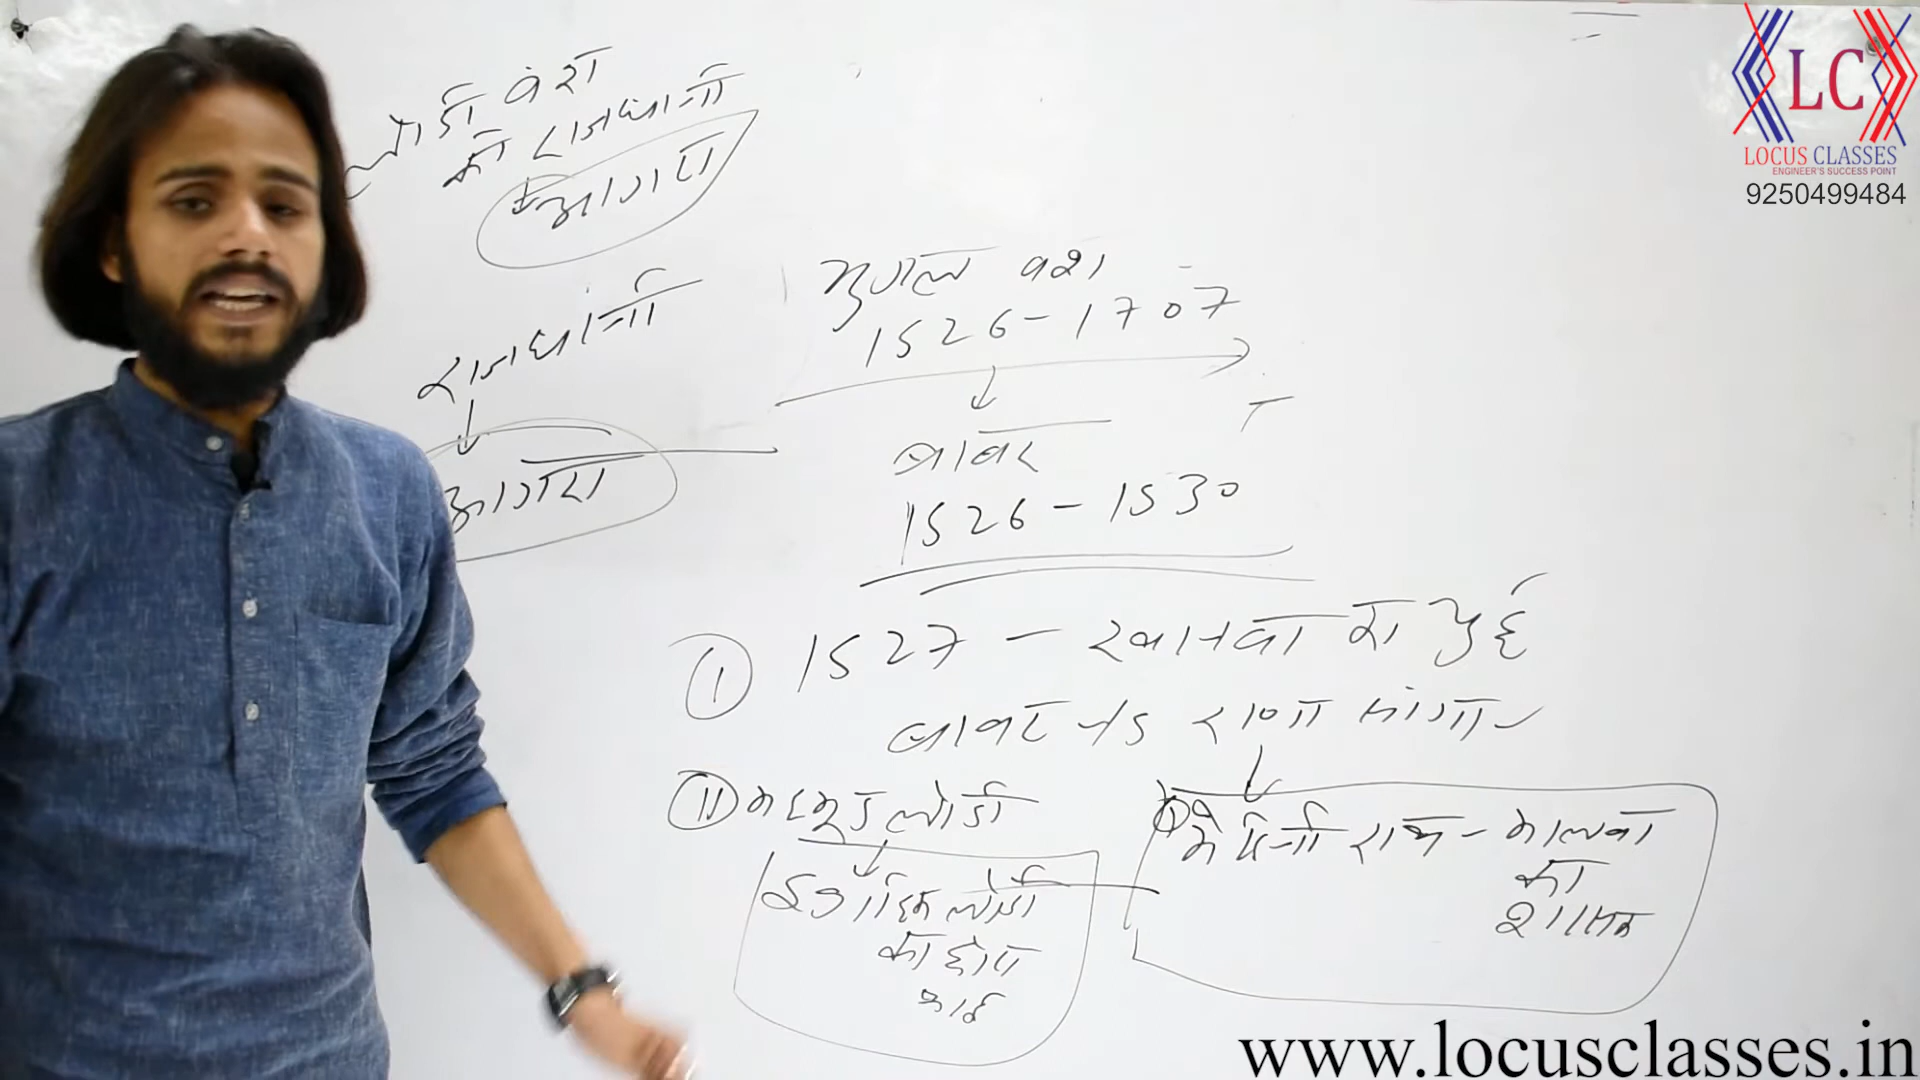 लोदी वंश
की राजधानी
आगरा
राजधानी
आगरा
मुगल वंश
1526-1707
बाबर
1526-1530
I 1527 - खानवा का युद्ध
बाबर V/S राणा सांगा
II महमूद लोदी
इब्राहिम लोदी
का छोटा
भाई
मेदिनी राय - मालवा
का
शासक
LC
LOCUS CLASSES
ENGINEER'S SUCCESS POINT
9250499484
www.locusclasses.in